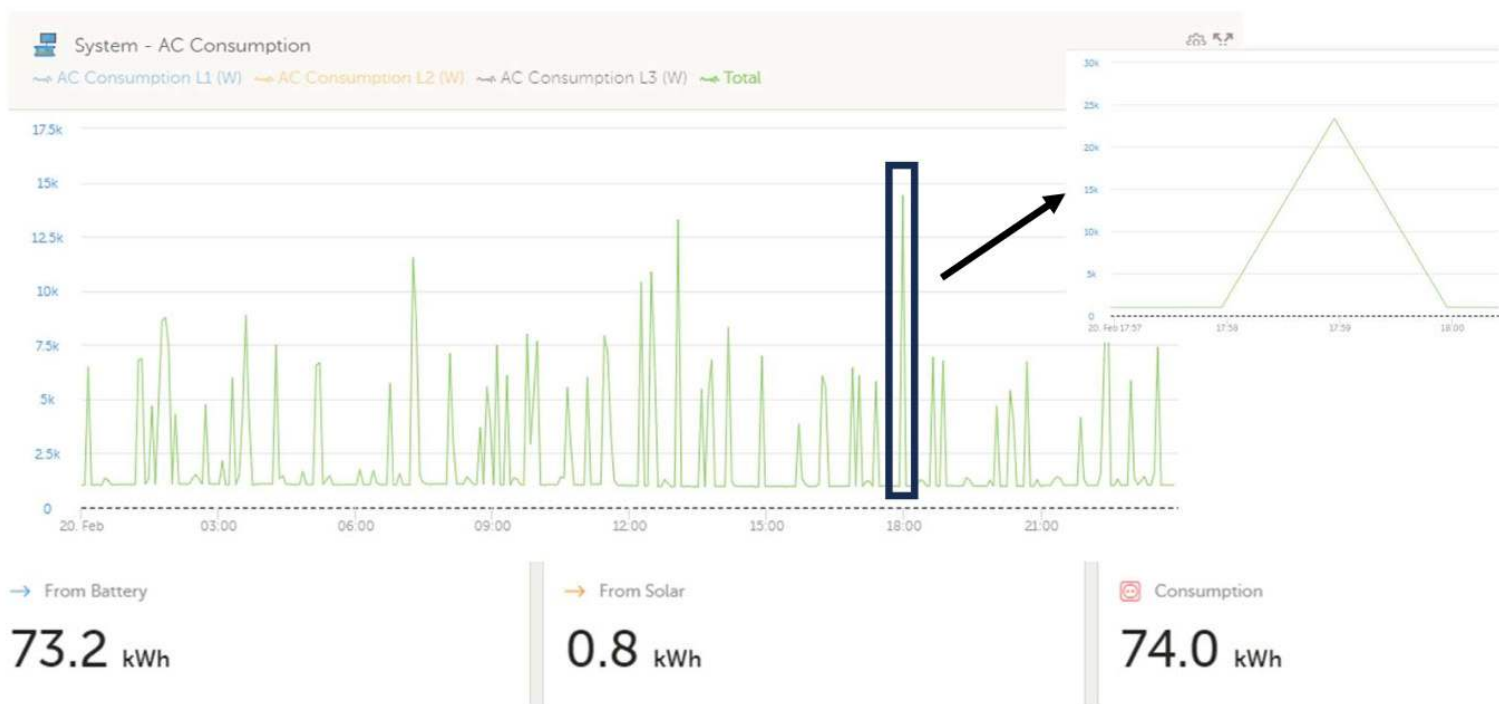 System - AC Consumption
AC Consumption L1 (W) AC Consumption L2 (W) AC Consumption L3 (W) Total
17.5k
15k
12.5k
10k
7.5k
5k
2.5k
0
20. Feb 03:00 06:00 09:00 12:00 15:00 18:00 21:00
30k
25k
20k
15k
10k
5k
0
20. Feb 17:57 17:58 17:59 18:00
From Battery
73.2 kWh
From Solar
0.8 kWh
Consumption
74.0 kWh